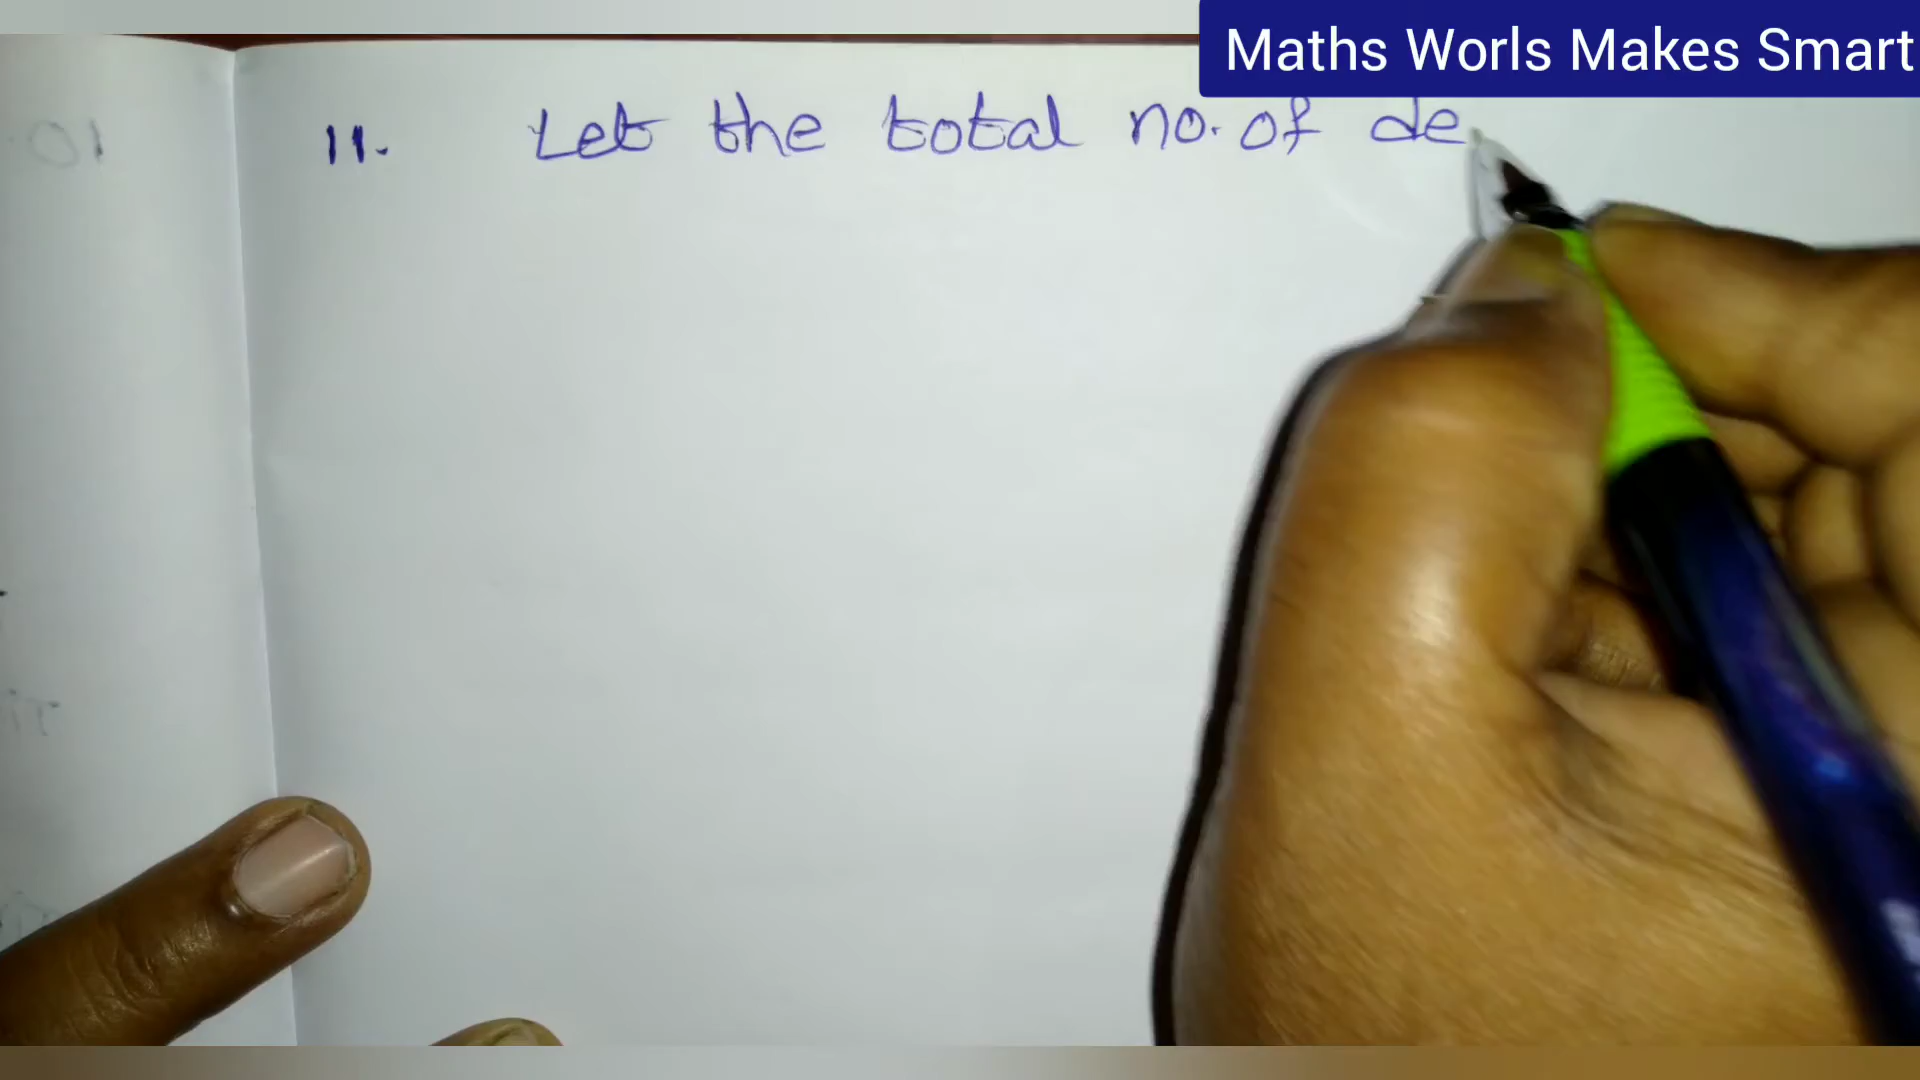 Maths Worls Makes Smart
11. Let the total no. of de